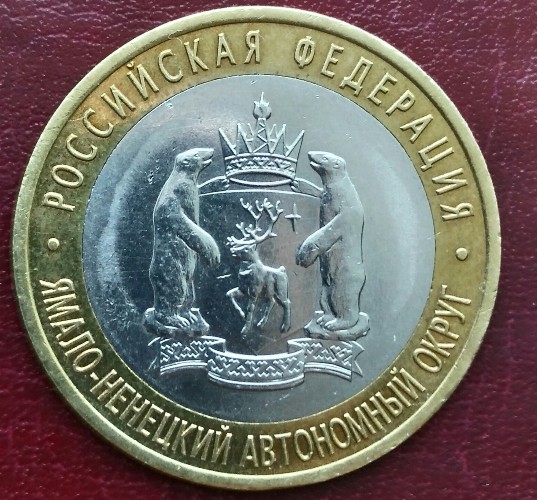 РОССИЙСКАЯ ФЕДЕРАЦИЯ
ЯМАЛО-НЕНЕЦКИЙ АВТОНОМНЫЙ ОКРУГ